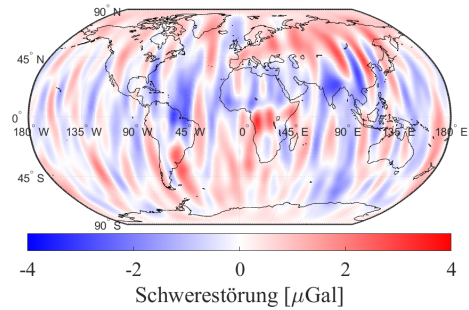 90° N
45° N
0°
180° W 135° W 90° W 45° W 0° 45° E 90° E 135° E 180° E
45° S
90° S
-4 -2 0 2 4
Schwerestörung [μGal]